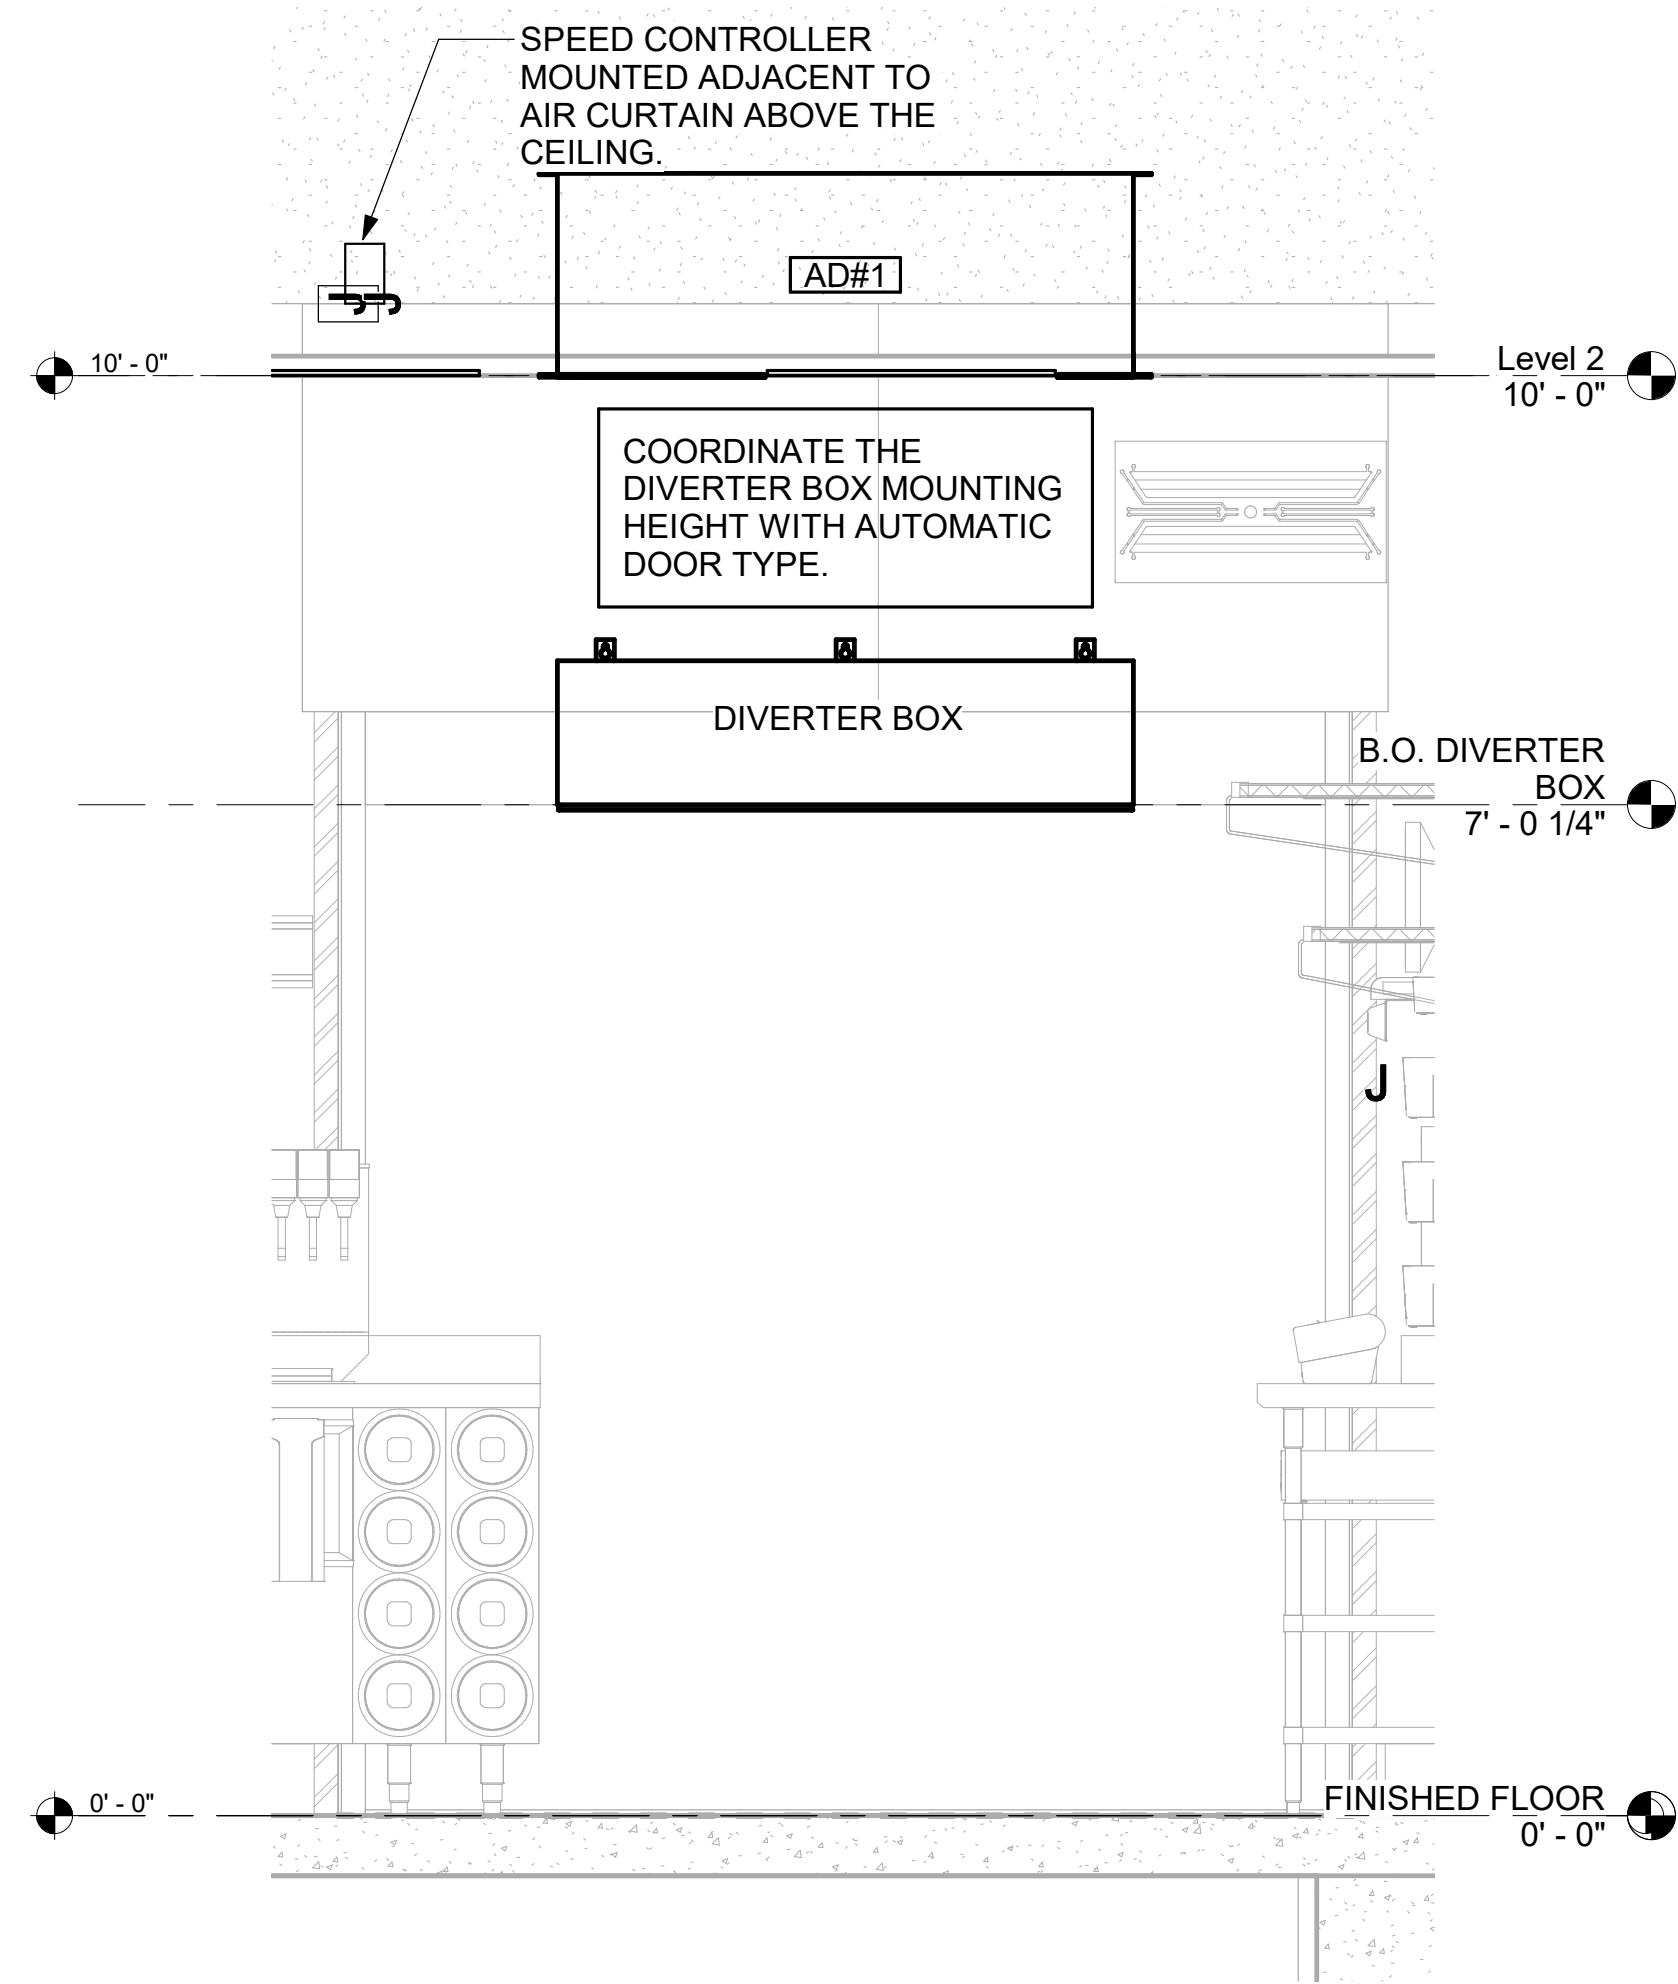 SPEED CONTROLLER
MOUNTED ADJACENT TO
AIR CURTAIN ABOVE THE
CEILING.
AD#1
J
J
10' - 0"
Level 2
10' - 0"
COORDINATE THE
DIVERTER BOX MOUNTING
HEIGHT WITH AUTOMATIC
DOOR TYPE.
DIVERTER BOX
B.O. DIVERTER
BOX
7' - 0 1/4"
J
0' - 0"
FINISHED FLOOR
0' - 0"